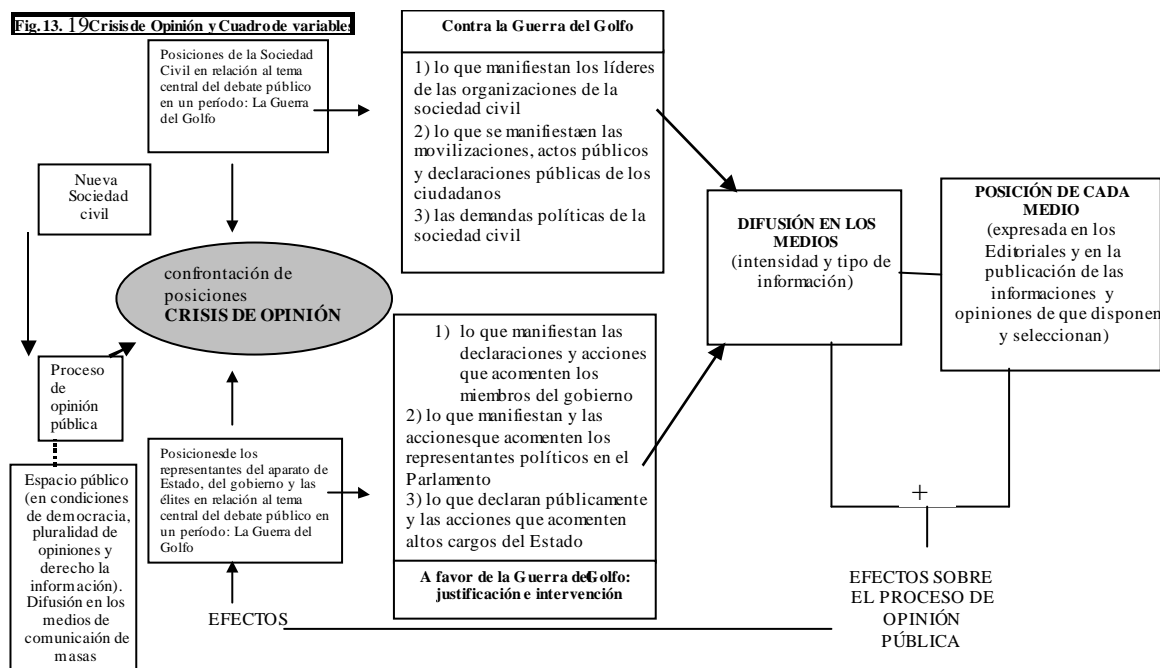 Fig. 13. 19 Crisis de Opinión y Cuadro de variables
Posiciones de la Sociedad
Civil en relación al tema
central del debate público
en un período: La Guerra
del Golfo
Contra la Guerra del Golfo
1) lo que manifiestan los líderes
de las organizaciones de la
sociedad civil
2) lo que se manifiestaen las
movilizaciones, actos públicos
y declaraciones públicas de los
ciudadanos
3) las demandas políticas de la
sociedad civil
Nueva
Sociedad
civil
confrontación de
posiciones
CRISIS DE OPINIÓN
DIFUSIÓN EN LOS
MEDIOS
(intensidad y tipo de
información)
POSICIÓN DE CADA
MEDIO
(expresada en los
Editoriales y en la
publicación de las
informaciones y
opiniones de que disponen
y seleccionan)
Proceso
de
opinión
pública
1) lo que manifiestan las
declaraciones y acciones
que acomenten los
miembros del gobierno
2) lo que manifiestan y las
accionesque acomenten los
representantes políticos en el
Parlamento
3) lo que declaran públicamente
y las acciones que acomenten
altos cargos del Estado
A favor de la Guerra del Golfo:
justificación e intervención
Posicionesde los
representantes del aparato de
Estado, del gobierno y las
élites en relación al tema
central del debate público en
un período: La Guerra del
Golfo
Espacio público
(en condiciones
de democracia,
pluralidad de
opiniones y
derecho la
información).
Difusión en los
medios de
comunicaión de
masas
EFECTOS
+
EFECTOS SOBRE
EL PROCESO DE
OPINIÓN
PÚBLICA